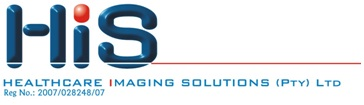 HiS
HEALTHCARE IMAGING SOLUTIONS (PTY) LTD
Reg No.: 2007/028248/07